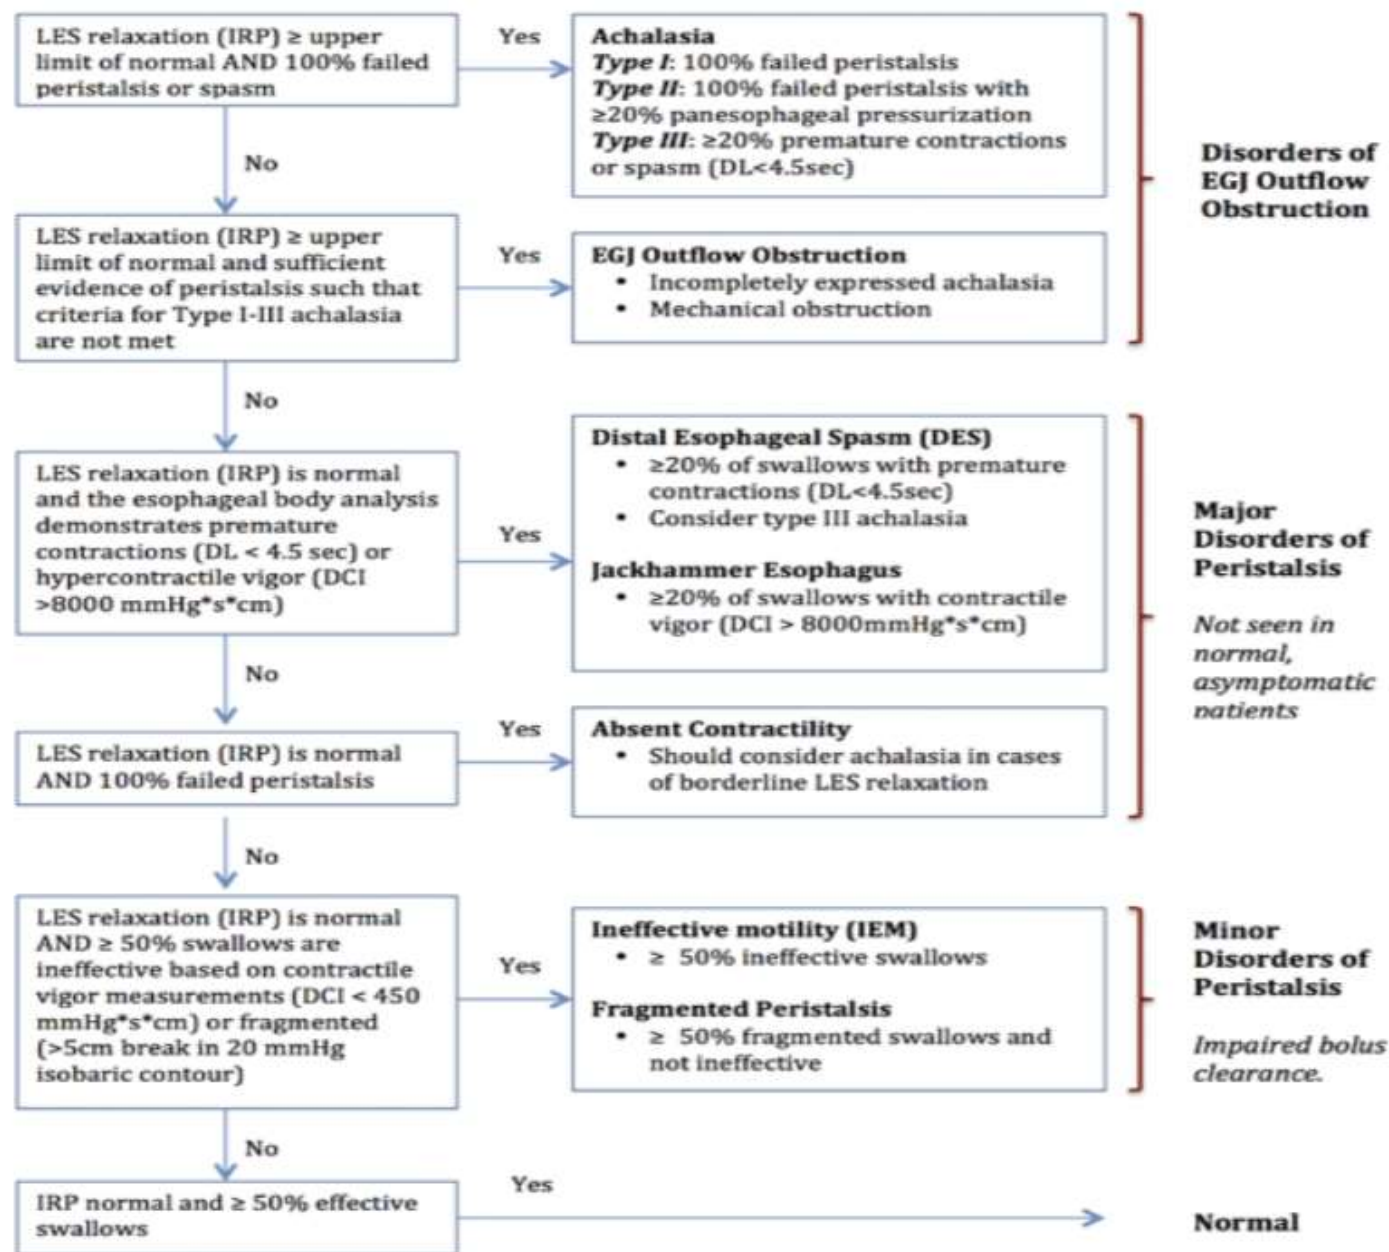 LES relaxation (IRP) ≥ upper
limit of normal AND 100% failed
peristalsis or spasm
Yes
Achalasia
Type I: 100% failed peristalsis
Type II: 100% failed peristalsis with
≥20% panesophageal pressurization
Type III: ≥20% premature contractions
or spasm (DL<4.5sec)
No
Disorders of
EGJ Outflow
Obstruction
LES relaxation (IRP) ≥ upper
limit of normal and sufficient
evidence of peristalsis such that
criteria for Type I-III achalasia
are not met
Yes
EGJ Outflow Obstruction
• Incompletely expressed achalasia
• Mechanical obstruction
No
LES relaxation (IRP) is normal
and the esophageal body analysis
demonstrates premature
contractions (DL < 4.5 sec) or
hypercontractile vigor (DCI
>8000 mmHg*s*cm)
Yes
Distal Esophageal Spasm (DES)
• ≥20% of swallows with premature
contractions (DL<4.5sec)
• Consider type III achalasia
Jackhammer Esophagus
• ≥20% of swallows with contractile
vigor (DCI > 8000mmHg*s*cm)
Major
Disorders of
Peristalsis
Not seen in
normal,
asymptomatic
patients
No
LES relaxation (IRP) is normal
AND 100% failed peristalsis
Yes
Absent Contractility
• Should consider achalasia in cases
of borderline LES relaxation
No
LES relaxation (IRP) is normal
AND ≥ 50% swallows are
ineffective based on contractile
vigor measurements (DCI < 450
mmHg*s*cm) or fragmented
(>5cm break in 20 mmHg
isobaric contour)
Yes
Ineffective motility (IEM)
• ≥ 50% ineffective swallows
Fragmented Peristalsis
• ≥ 50% fragmented swallows and
not ineffective
Minor
Disorders of
Peristalsis
Impaired bolus
clearance.
No
IRP normal and ≥ 50% effective
swallows
Yes
Normal